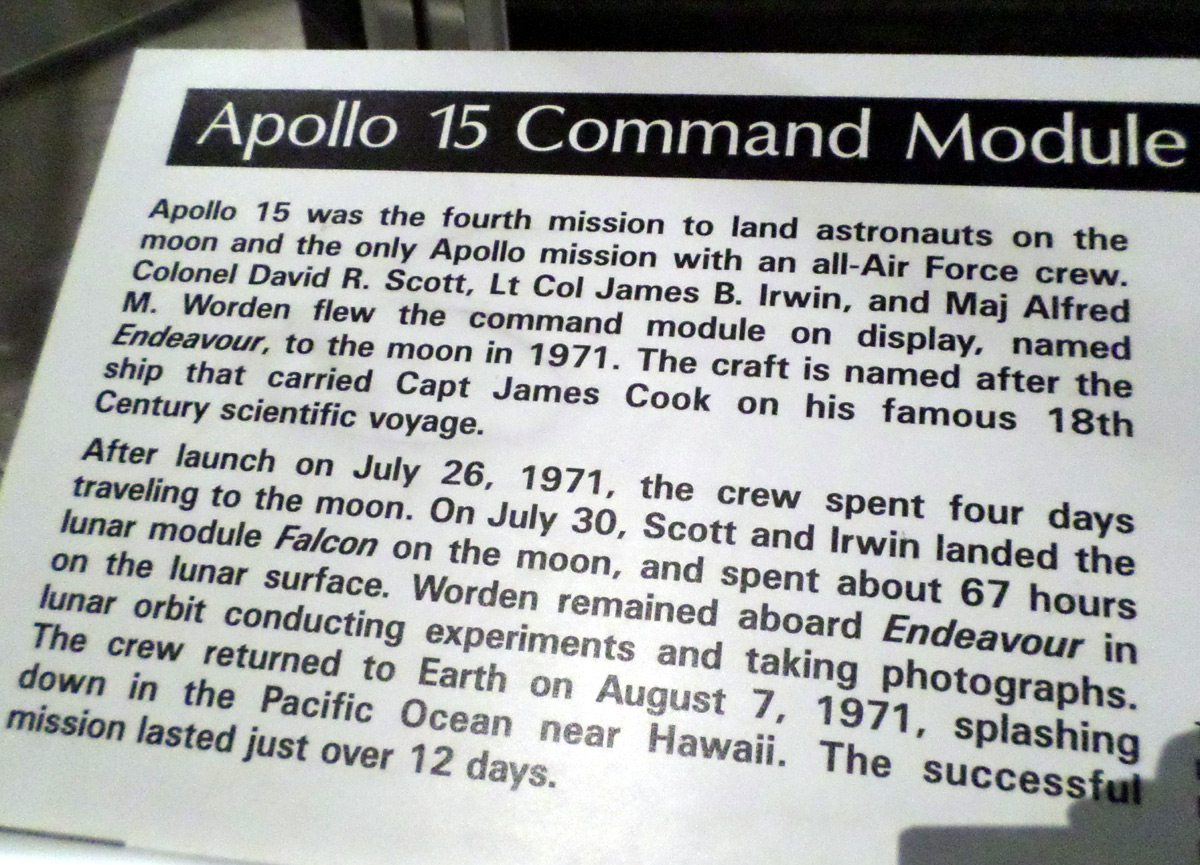 Apollo 15 Command Module
Apollo 15 was the fourth mission to land astronauts on the
moon and the only Apollo mission with an all-Air Force crew.
Colonel David R. Scott, Lt Col James B. Irwin, and Maj Alfred
M. Worden flew the command module on display, named
Endeavour, to the moon in 1971. The craft is named after the
ship that carried Capt James Cook on his famous 18th
Century scientific voyage.
After launch on July 26, 1971, the crew spent four days
traveling to the moon. On July 30, Scott and Irwin landed the
lunar module Falcon on the moon, and spent about 67 hours
on the lunar surface. Worden remained aboard Endeavour in
lunar orbit conducting experiments and taking photographs.
The crew returned to Earth on August 7, 1971, splashing
down in the Pacific Ocean near Hawaii. The successful
mission lasted just over 12 days.